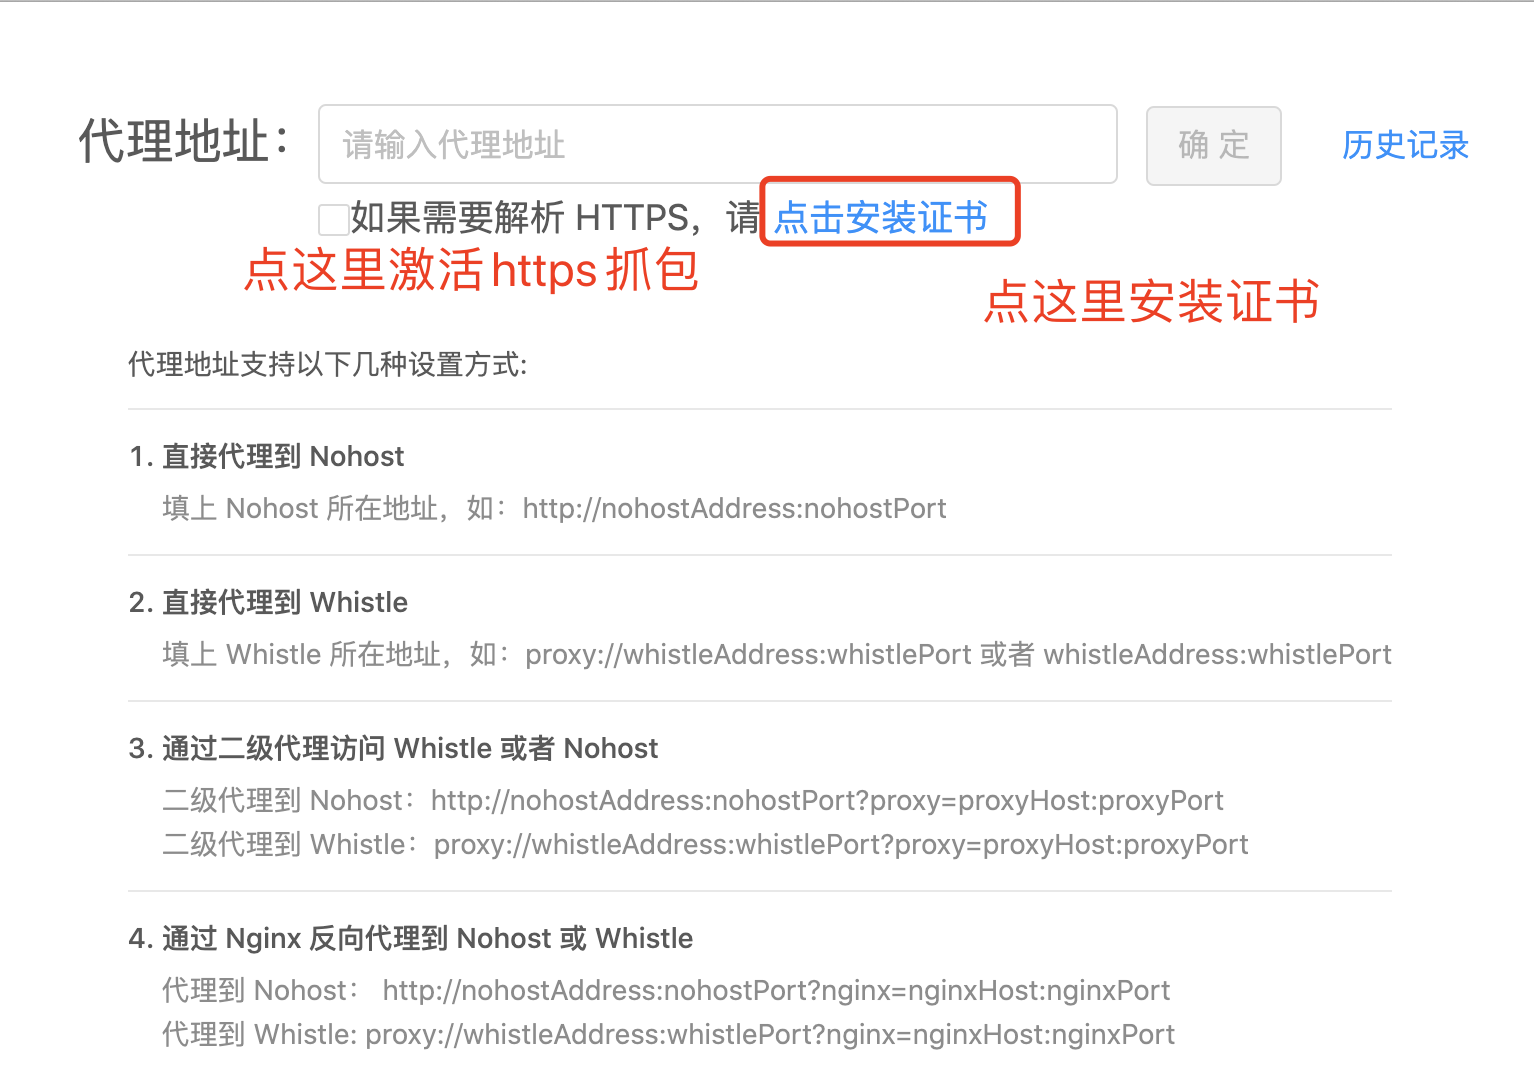 代理地址： 请输入代理地址 确 定 历史记录
如果需要解析 HTTPS，请 点击安装证书
点这里激活https抓包
点这里安装证书
代理地址支持以下几种设置方式:
1. 直接代理到 Nohost
填上 Nohost 所在地址，如：http://nohostAddress:nohostPort
2. 直接代理到 Whistle
填上 Whistle 所在地址，如：proxy://whistleAddress:whistlePort 或者 whistleAddress:whistlePort
3. 通过二级代理访问 Whistle 或者 Nohost
二级代理到 Nohost：http://nohostAddress:nohostPort?proxy=proxyHost:proxyPort
二级代理到 Whistle：proxy://whistleAddress:whistlePort?proxy=proxyHost:proxyPort
4. 通过 Nginx 反向代理到 Nohost 或 Whistle
代理到 Nohost： http://nohostAddress:nohostPort?nginx=nginxHost:nginxPort
代理到 Whistle: proxy://whistleAddress:whistlePort?nginx=nginxHost:nginxPort